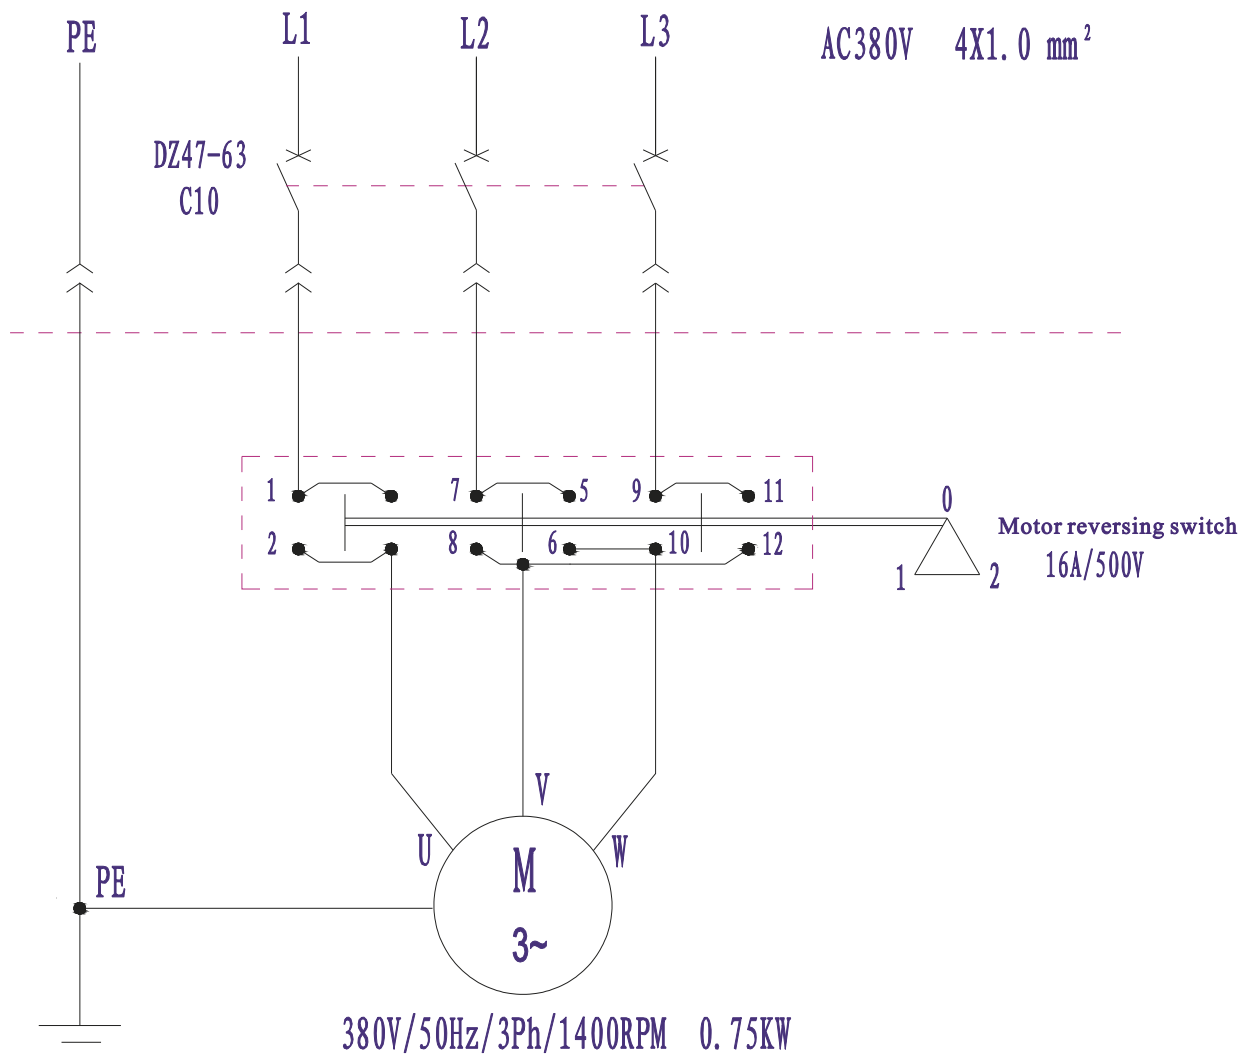 PE L1 L2 L3 AC380V 4X1.0 mm²
DZ47-63
C10
1 7 5 9 11
0
Motor reversing switch
2 8 6 10 12
16A/500V
1 2
V
U W
M
PE
3~
380V/50Hz/3Ph/1400RPM 0.75KW